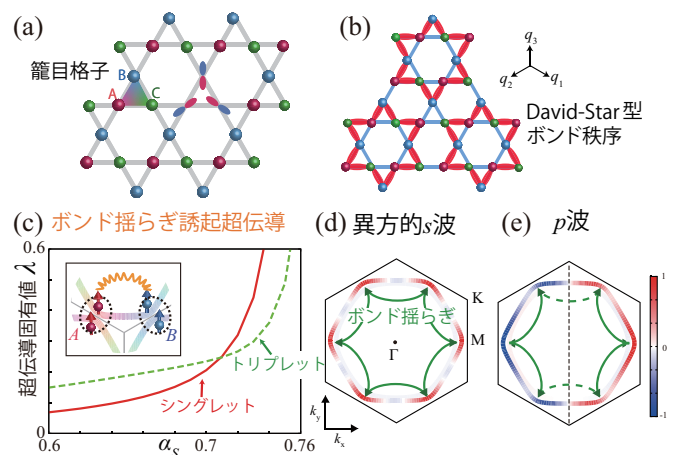 (a)
籠目格子
B
A
C
(b)
q3
q2
q1
David-Star型
ボンド秩序
(c) ボンド揺らぎ誘起超伝導
超伝導固有値 λ
0.6
0
A
B
トリプレット
シングレット
0.6
0.7
0.76
αS
(d) 異方的s波
ボンド揺らぎ
K
M
Γ
ky
kx
(e) p波
1
0
-1